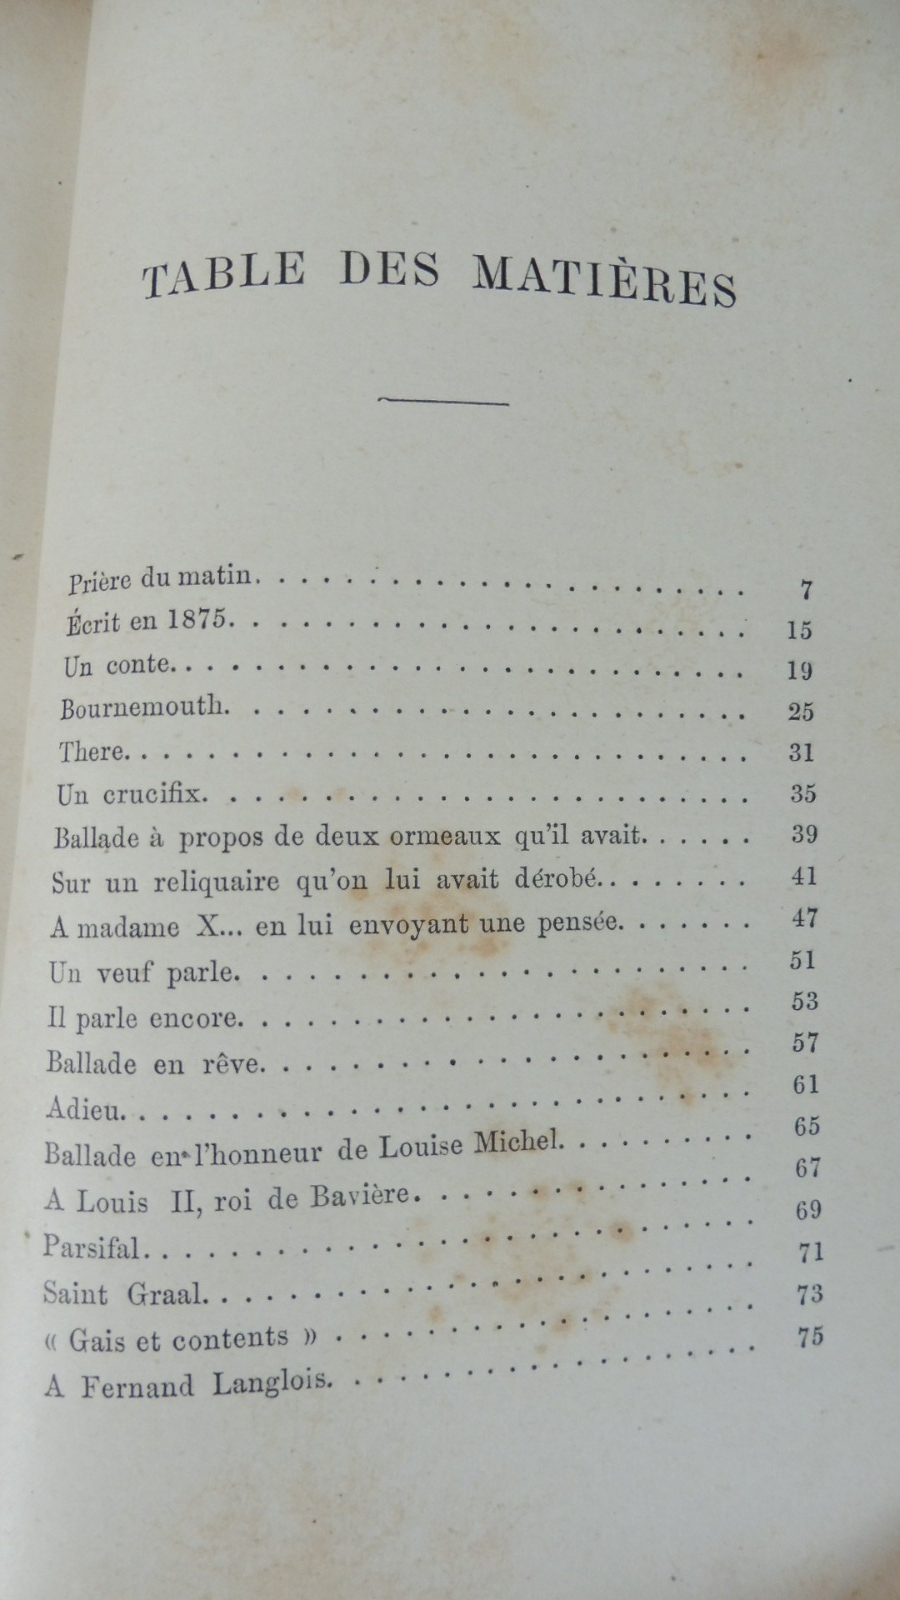 TABLE DES MATIÈRES
Prière du matin. . . . . . . . . . . . . . . . . . . . . . 7
Écrit en 1875. . . . . . . . . . . . . . . . . . . . . . . 15
Un conte. . . . . . . . . . . . . . . . . . . . . . . . . 19
Bournemouth. . . . . . . . . . . . . . . . . . . . . . . 25
There. . . . . . . . . . . . . . . . . . . . . . . . . . . 31
Un crucifix. . . . . . . . . . . . . . . . . . . . . . . . 35
Ballade à propos de deux ormeaux qu'il avait. . . . . . 39
Sur un reliquaire qu'on lui avait dérobé. . . . . . . . 41
A madame X... en lui envoyant une pensée. . . . . . . 47
Un veuf parle. . . . . . . . . . . . . . . . . . . . . . . 51
Il parle encore. . . . . . . . . . . . . . . . . . . . . . . 53
Ballade en rêve. . . . . . . . . . . . . . . . . . . . . . 57
Adieu. . . . . . . . . . . . . . . . . . . . . . . . . . . 61
Ballade en l'honneur de Louise Michel. . . . . . . . . 65
A Louis II, roi de Bavière. . . . . . . . . . . . . . . . 67
Parsifal. . . . . . . . . . . . . . . . . . . . . . . . . . 69
Saint Graal. . . . . . . . . . . . . . . . . . . . . . . . 71
« Gais et contents » . . . . . . . . . . . . . . . . . . . 73
A Fernand Langlois. . . . . . . . . . . . . . . . . . . 75